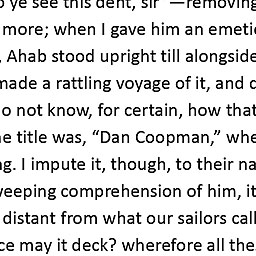 ye see this dent, sir"—removing
more; when I gave him an emeti
Ahab stood upright till alongside
made a rattling voyage of it, and
o not know, for certain, how that
e title was, “Dan Coopman,” whe
g. I impute it, though, to their na
weeping comprehension of him, it
distant from what our sailors call
ce may it deck? wherefore all the